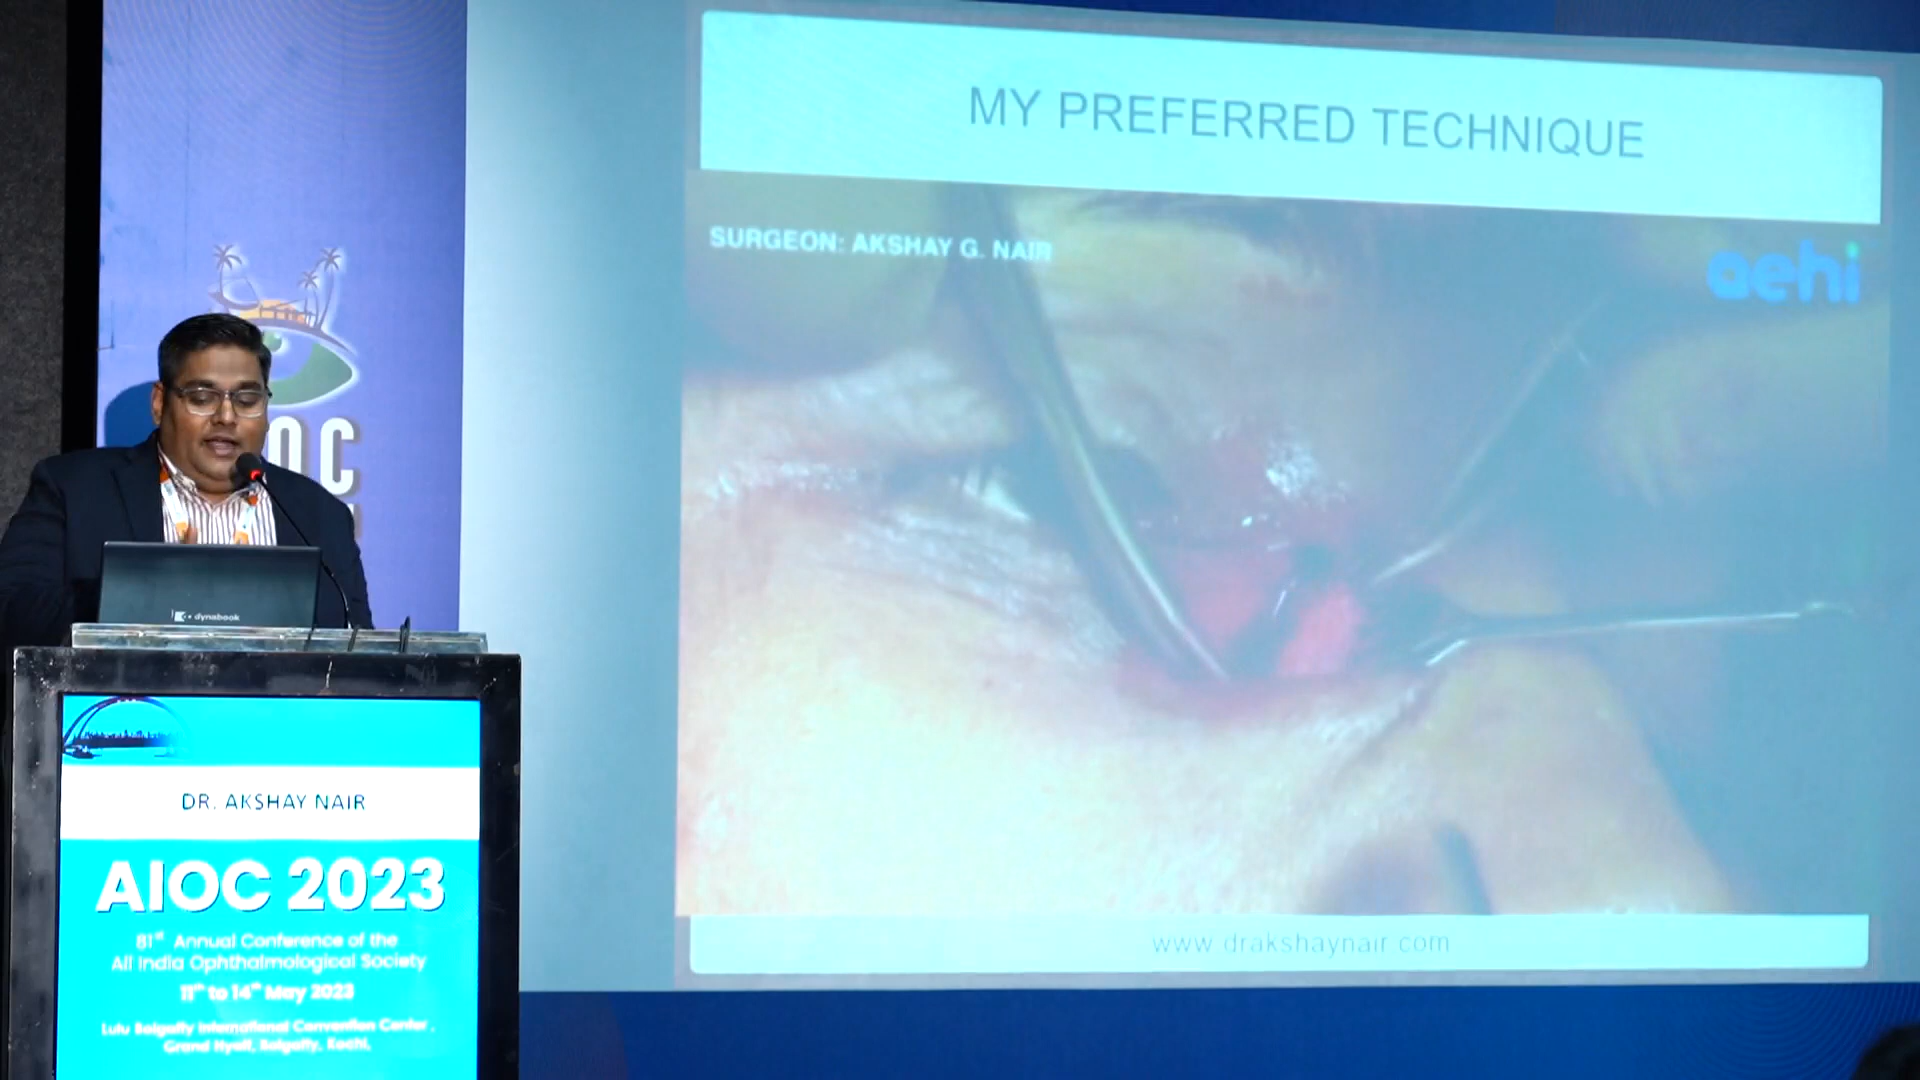 MY PREFERRED TECHNIQUE
SURGEON: AKSHAY G. NAIR
aehi
www.drakshaynair.com
OC
dynabook
DR. AKSHAY NAIR
AIOC 2023
81st Annual Conference of the
All India Ophthalmological Society
11th to 14th May 2023
Lulu Bolgatty International Convention Center,
Grand Hyatt, Bolgatty, Kochi.